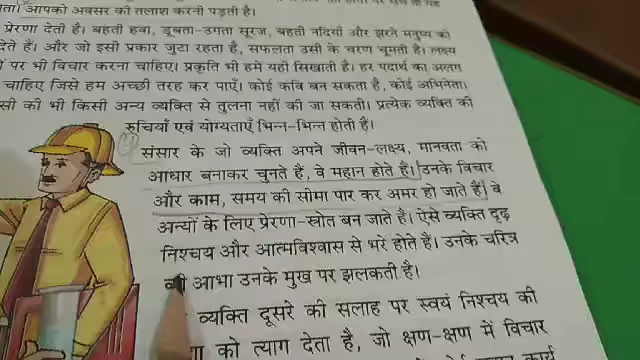 आपको अवसर की तलाश करनी पड़ती है।
प्रेरणा देती है। बहती हवा, डूबता-उगता सूरज, बहती नदियाँ और झरने मनुष्य को
देते हैं। और जो इसी प्रकार जुटा रहता है, सफलता उसी के चरण चूमती है। लक्ष्य
पर भी विचार करना चाहिए। प्रकृति भी हमें यही सिखाती है। हर पदार्थ का अलग
चाहिए जिसे हम अच्छी तरह कर पाएँ। कोई कवि बन सकता है, कोई अभिनेता।
सी की भी किसी अन्य व्यक्ति से तुलना नहीं की जा सकती। प्रत्येक व्यक्ति की
रुचियाँ एवं योग्यताएँ भिन्न-भिन्न होती हैं।
संसार के जो व्यक्ति अपने जीवन-लक्ष्य, मानवता को
आधार बनाकर चुनते हैं, वे महान होते हैं। उनके विचार
और काम, समय की सीमा पार कर अमर हो जाते हैं। वे
अन्यों के लिए प्रेरणा-स्त्रोत बन जाते हैं। ऐसे व्यक्ति दृढ़
निश्चय और आत्मविश्वास से भरे होते हैं। उनके चरित्र
की आभा उनके मुख पर झलकती है।
व्यक्ति दूसरे की सलाह पर स्वयं निश्चय की
को त्याग देता है, जो क्षण-क्षण में विचार